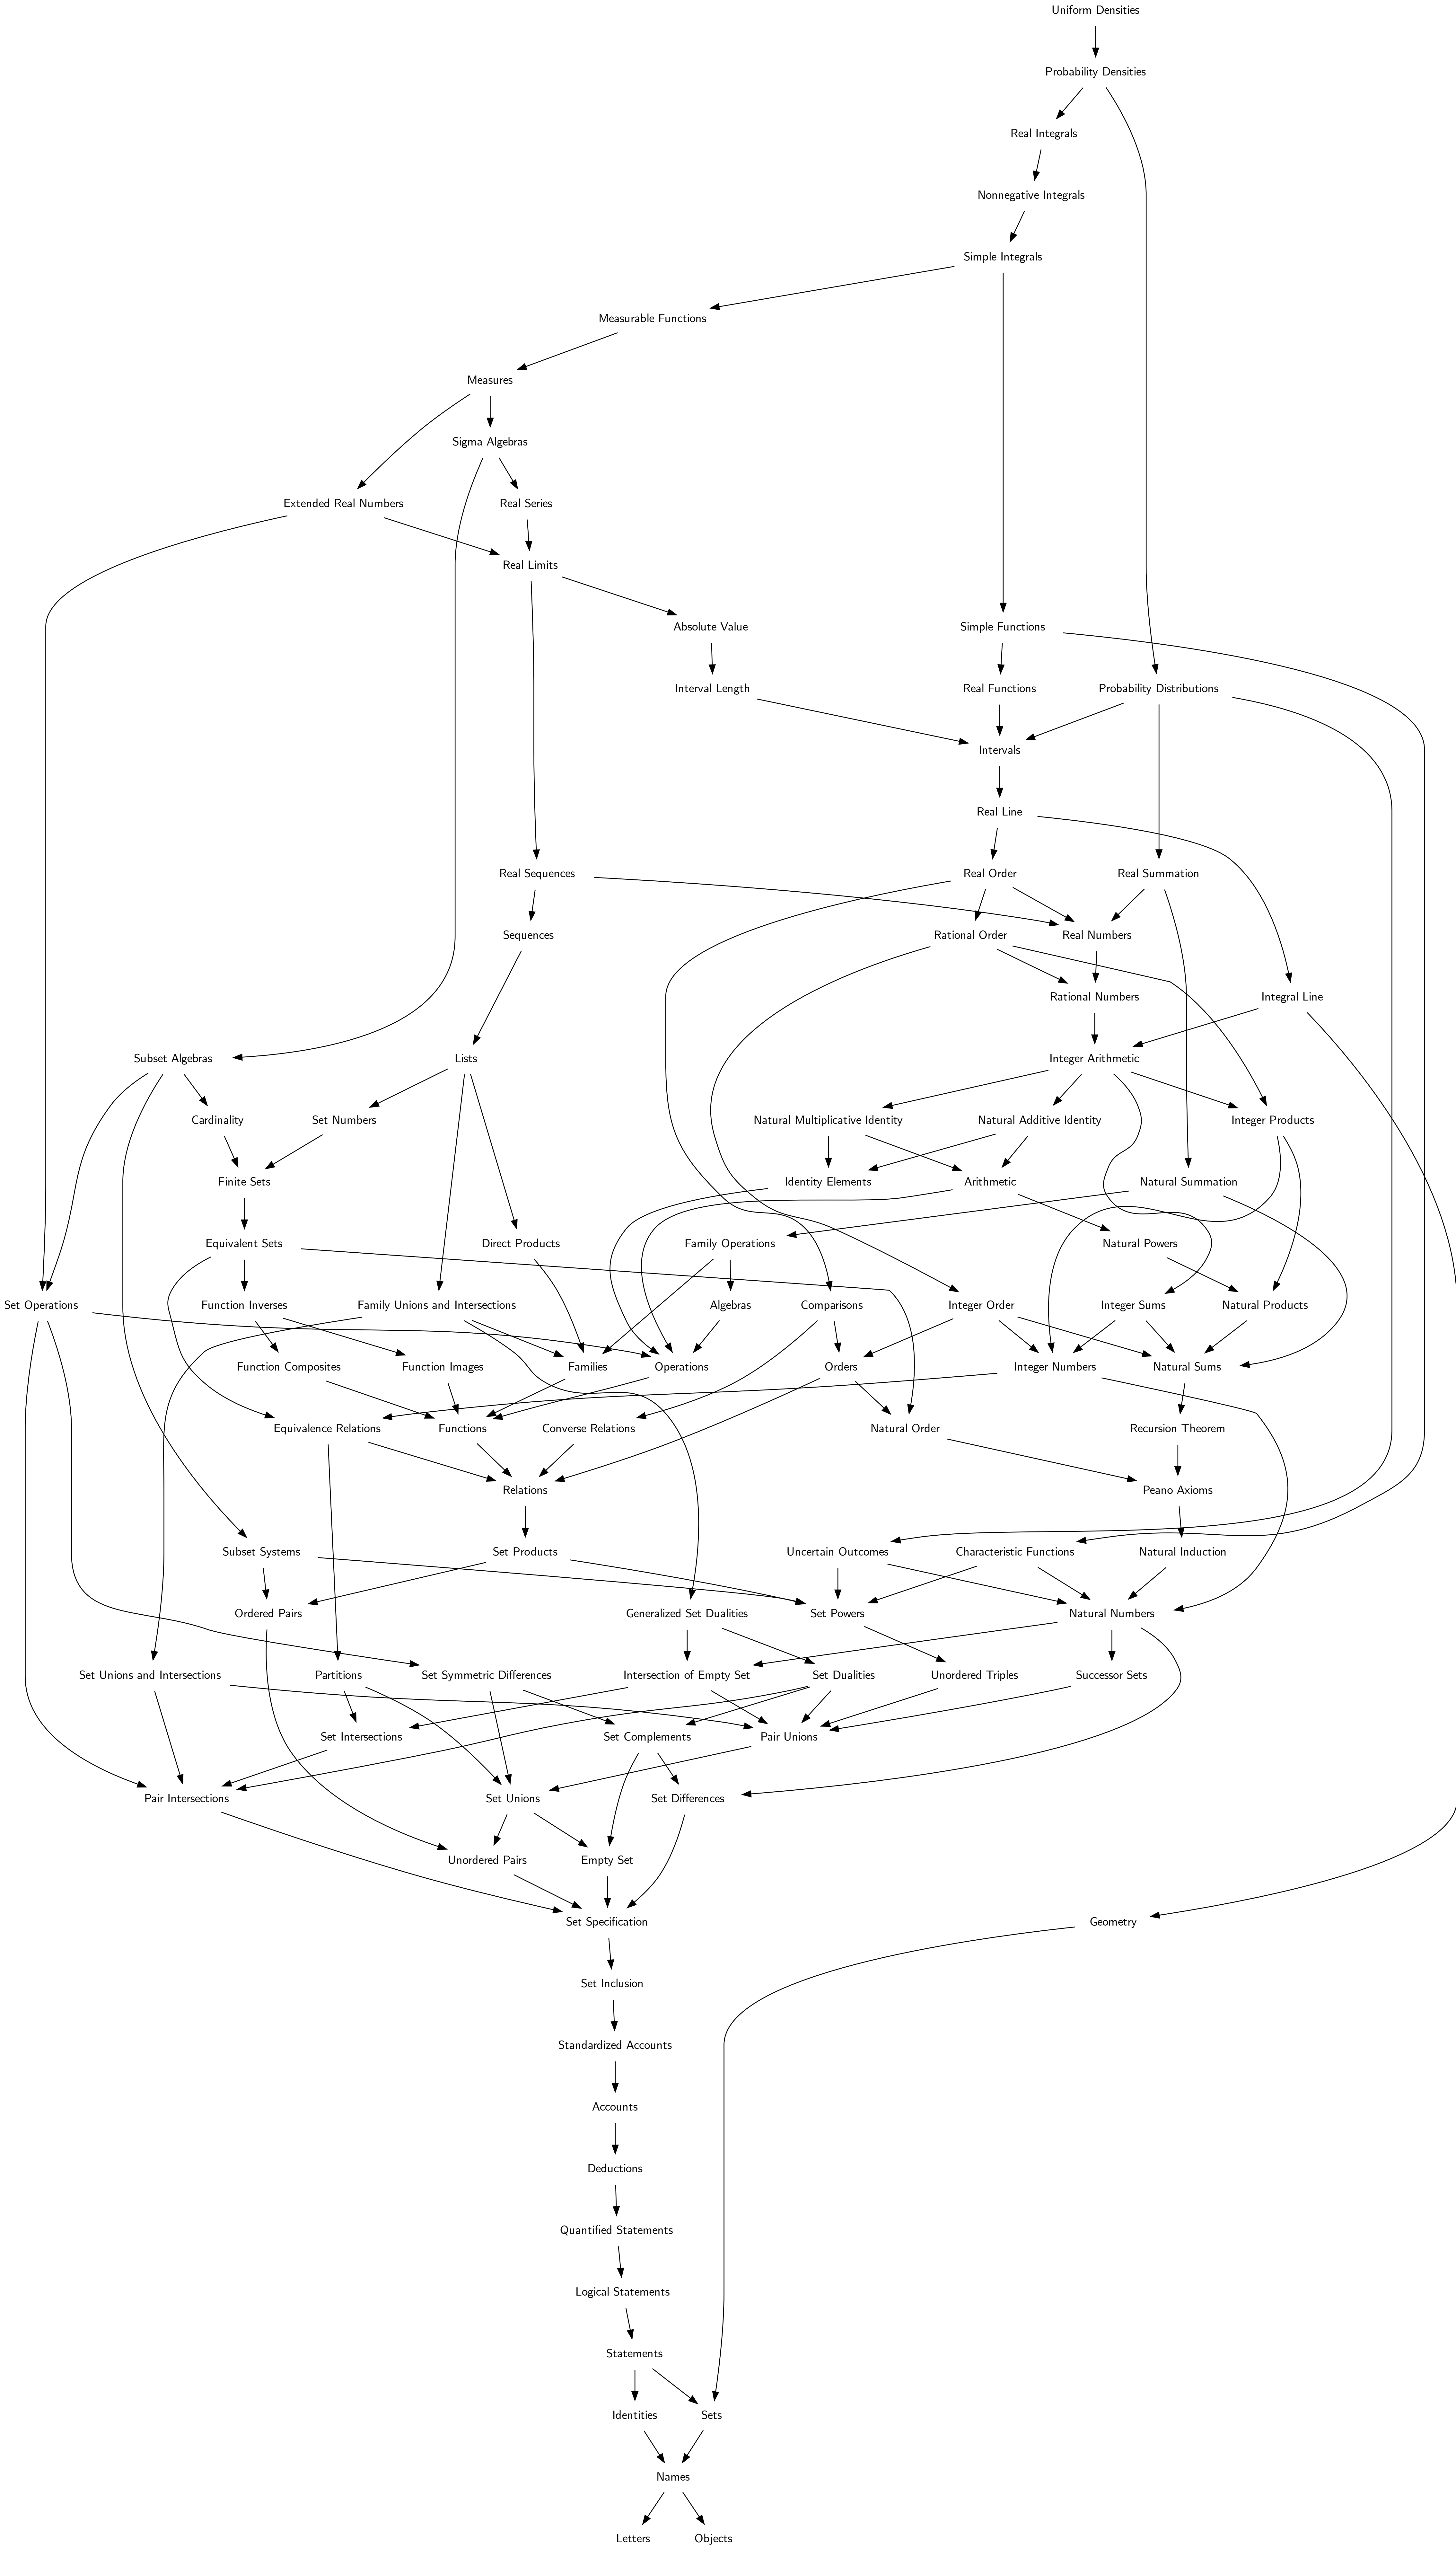 Uniform Densities
Probability Densities
Real Integrals
Nonnegative Integrals
Simple Integrals
Measurable Functions
Measures
Sigma Algebras
Extended Real Numbers
Real Series
Real Limits
Absolute Value
Simple Functions
Interval Length
Real Functions
Probability Distributions
Intervals
Real Line
Real Sequences
Real Order
Real Summation
Sequences
Rational Order
Real Numbers
Rational Numbers
Integral Line
Subset Algebras
Lists
Integer Arithmetic
Cardinality
Set Numbers
Natural Multiplicative Identity
Natural Additive Identity
Integer Products
Finite Sets
Identity Elements
Arithmetic
Natural Summation
Equivalent Sets
Direct Products
Family Operations
Natural Powers
Set Operations
Function Inverses
Family Unions and Intersections
Algebras
Comparisons
Integer Order
Integer Sums
Natural Products
Function Composites
Function Images
Families
Operations
Orders
Integer Numbers
Natural Sums
Equivalence Relations
Functions
Converse Relations
Natural Order
Recursion Theorem
Relations
Peano Axioms
Subset Systems
Set Products
Uncertain Outcomes
Characteristic Functions
Natural Induction
Ordered Pairs
Generalized Set Dualities
Set Powers
Natural Numbers
Set Unions and Intersections
Partitions
Set Symmetric Differences
Intersection of Empty Set
Set Dualities
Unordered Triples
Successor Sets
Set Intersections
Set Complements
Pair Unions
Pair Intersections
Set Unions
Set Differences
Unordered Pairs
Empty Set
Set Specification
Geometry
Set Inclusion
Standardized Accounts
Accounts
Deductions
Quantified Statements
Logical Statements
Statements
Identities
Sets
Names
Letters
Objects